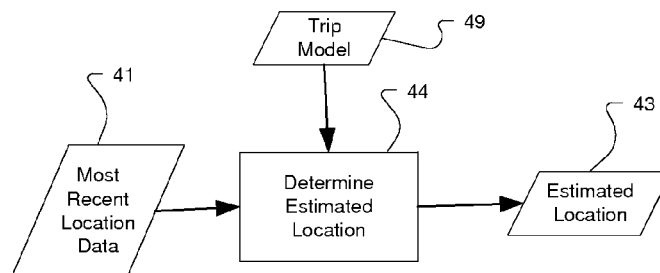 Trip
Model
49
41
44
43
Most
Recent
Location
Data
Determine
Estimated
Location
Estimated
Location